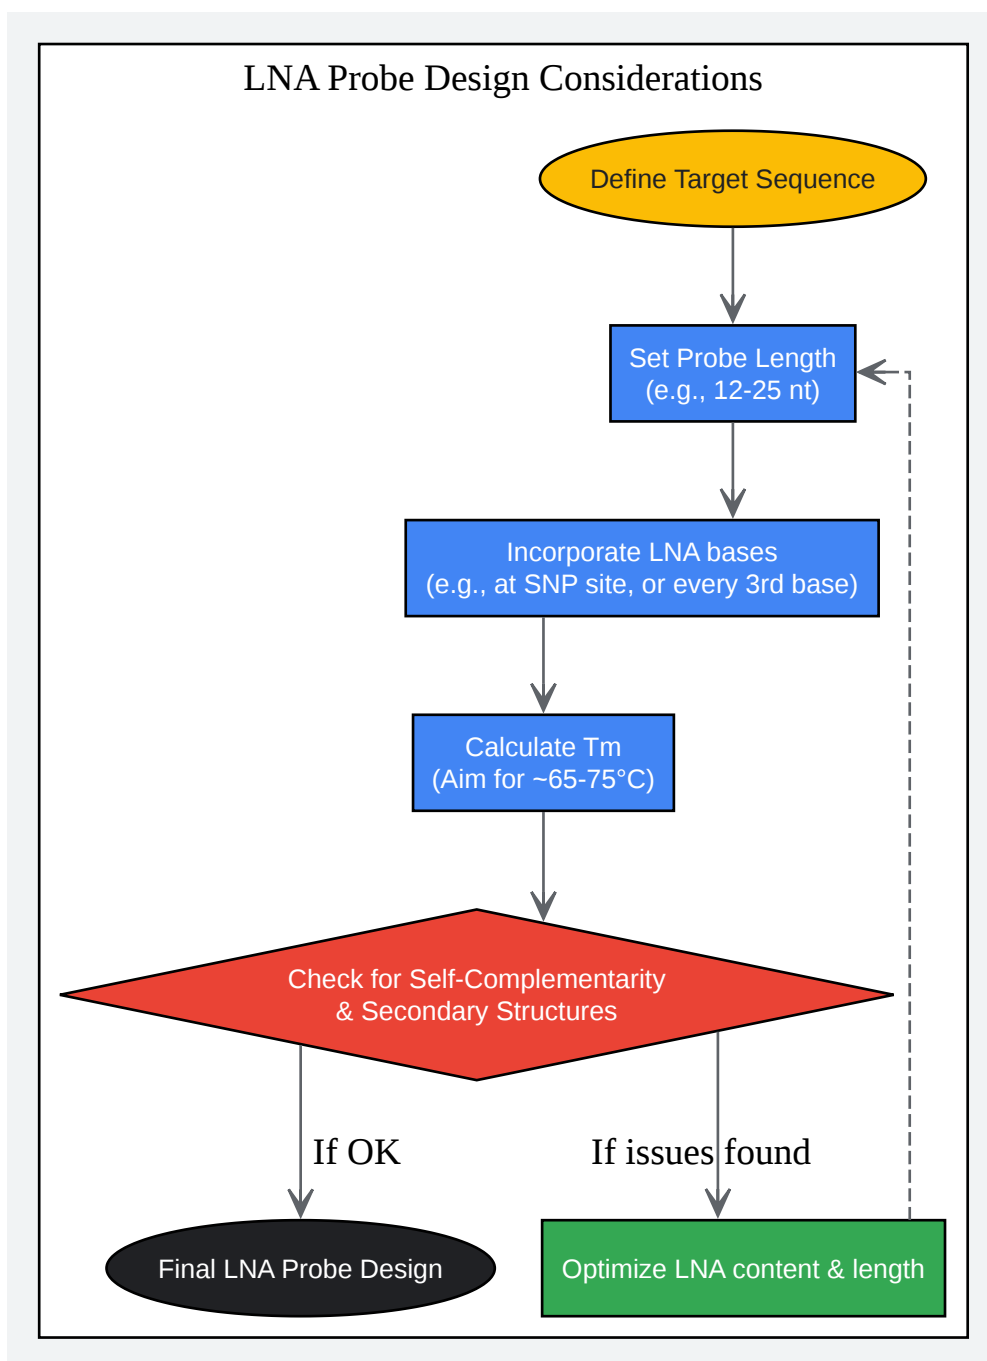 LNA Probe Design Considerations
Define Target Sequence
Set Probe Length
(e.g., 12-25 nt)
Incorporate LNA bases
(e.g., at SNP site, or every 3rd base)
Calculate Tm
(Aim for ~65-75°C)
Check for Self-Complementarity
& Secondary Structures
If OK
If issues found
Final LNA Probe Design
Optimize LNA content & length